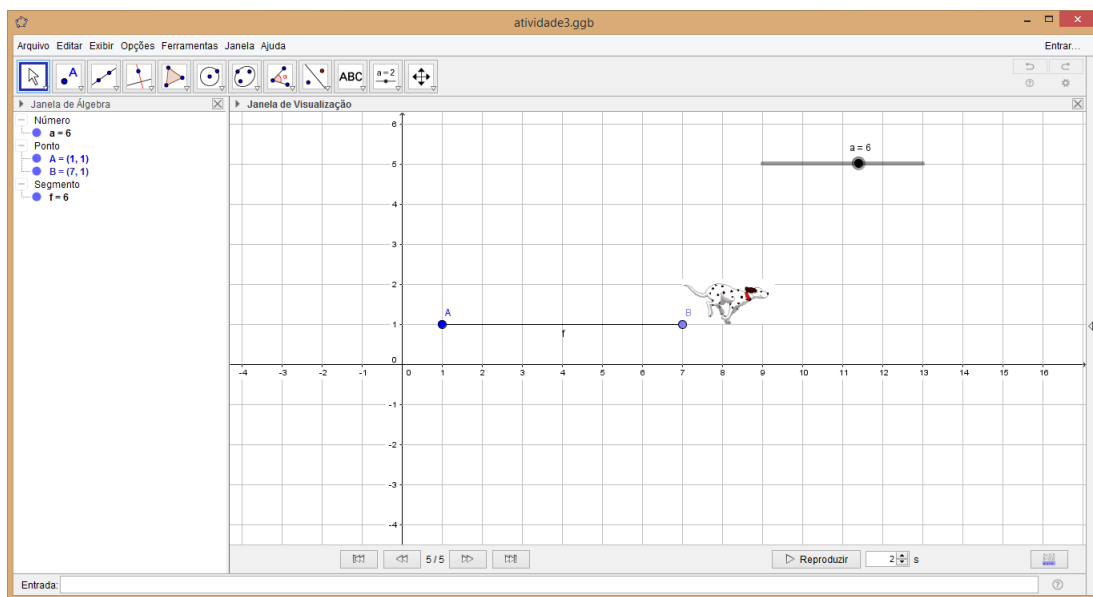 atividade3.ggb
Arquivo Editar Exibir Opções Ferramentas Janela Ajuda
Entrar...
A
ABC
a=2
Janela de Álgebra
Janela de Visualização
Número
a = 6
Ponto
A = (1, 1)
B = (7, 1)
Segmento
f = 6
a = 6
6
5
4
3
2
1
0
-1
-2
-3
-4
A
B
f
-4 -3 -2 -1 0 1 2 3 4 5 6 7 8 9 10 11 12 13 14 15 16
5 / 5
Reproduzir
2 s
Entrada: